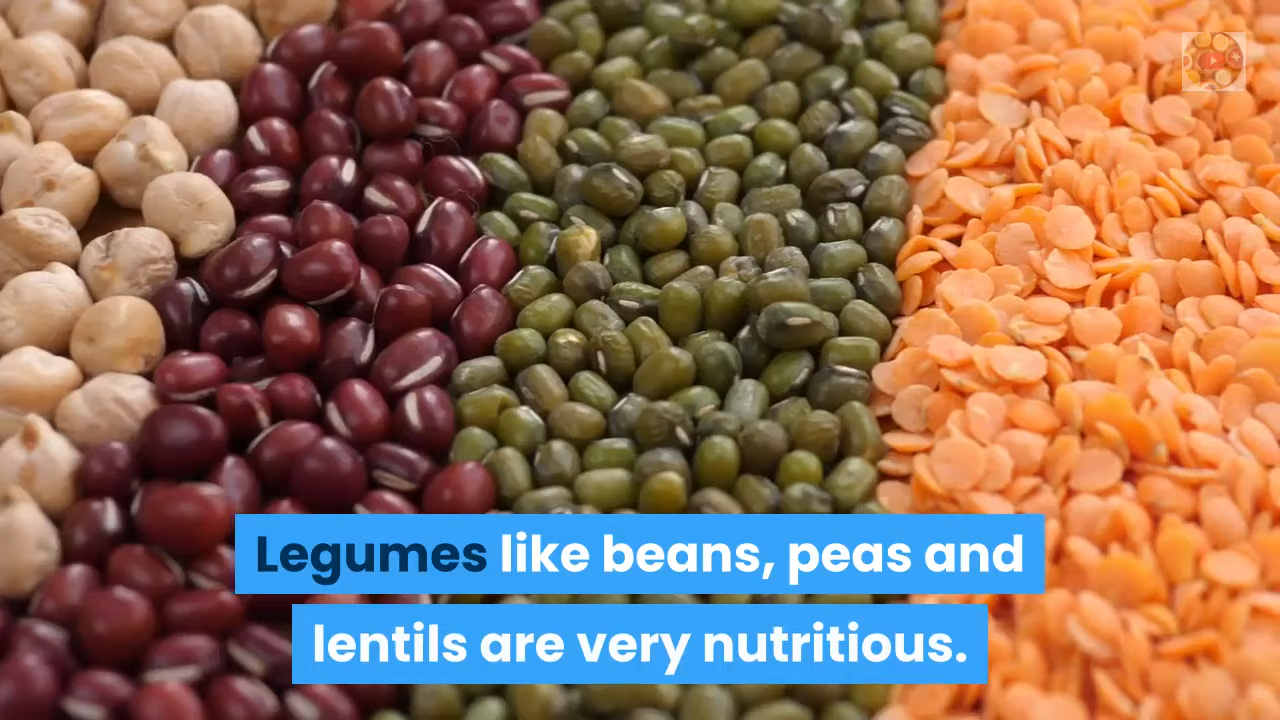 Legumes like beans, peas and
lentils are very nutritious.